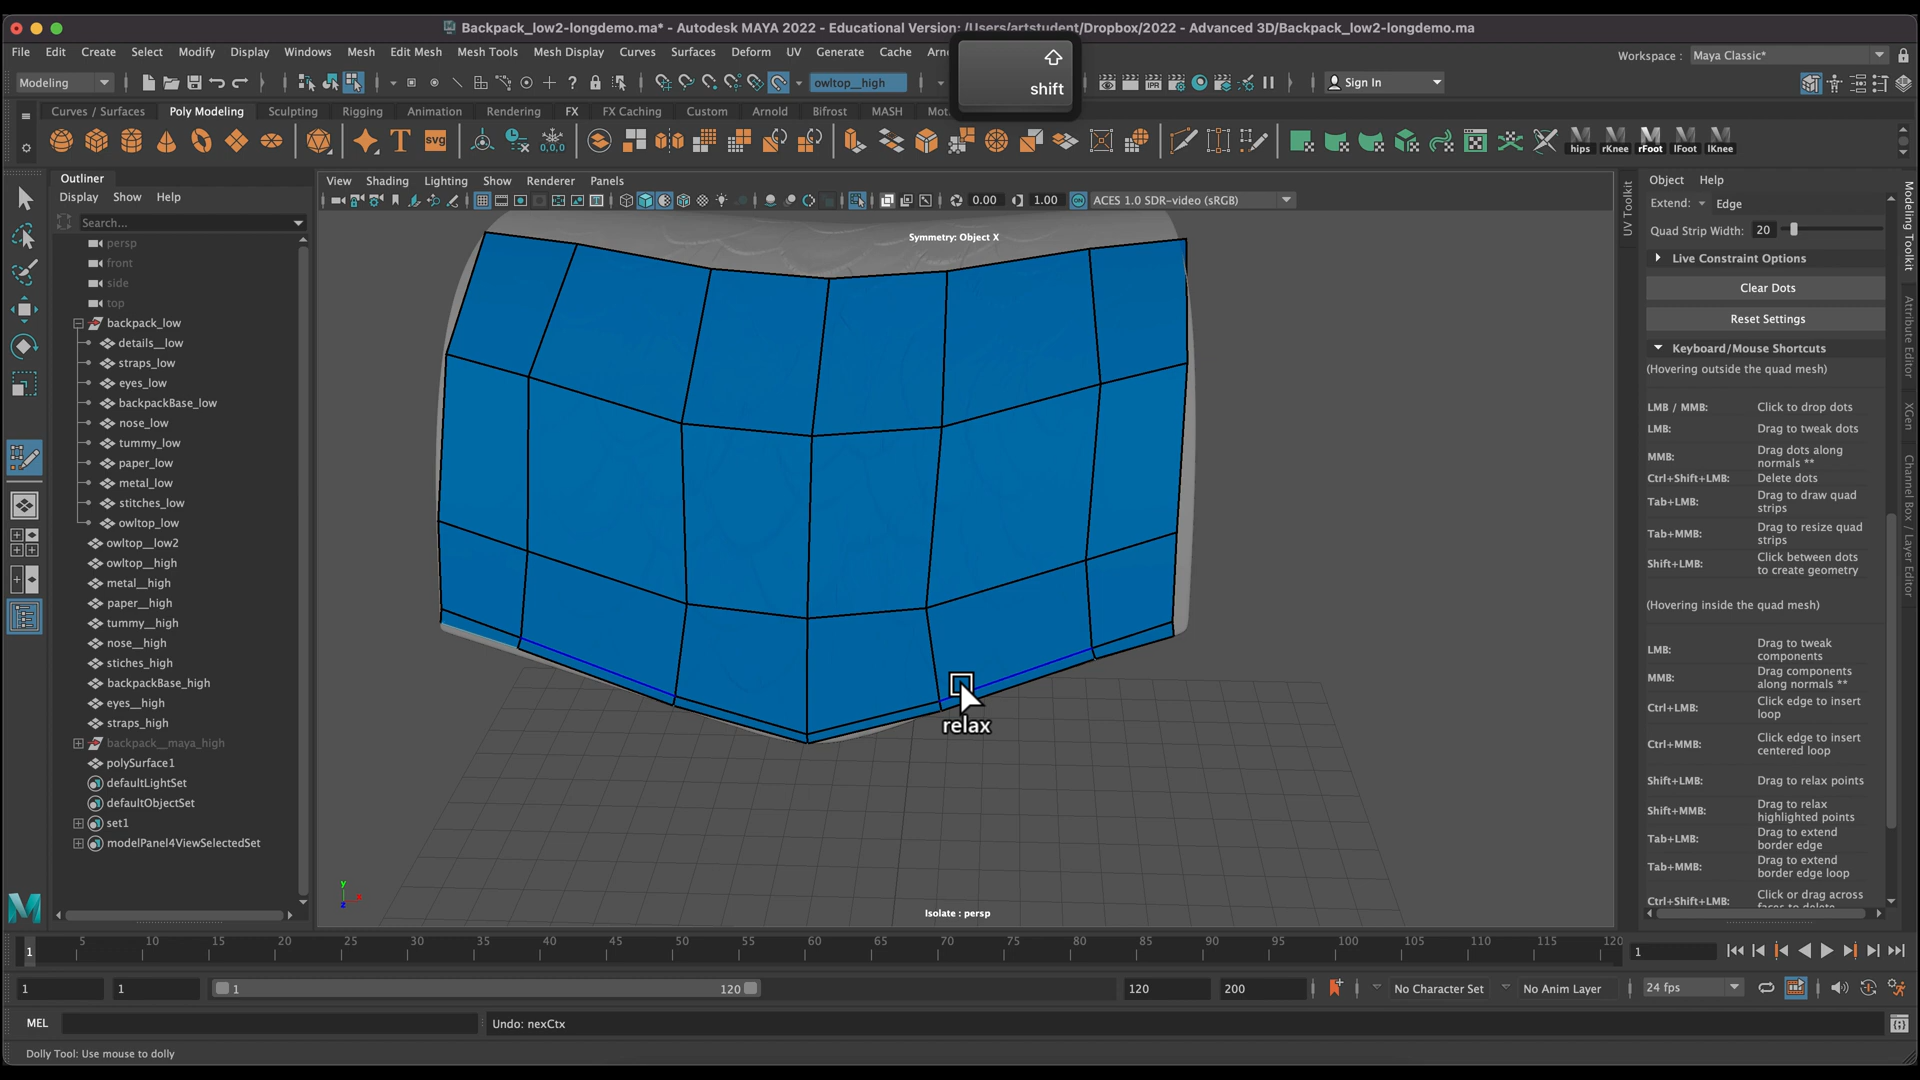 Backpack_low2-longdemo.ma* - Autodesk MAYA 2022 - Educational Version: /Users/artstudent/Dropbox/2022 - Advanced 3D/Backpack_low2-longdemo.ma
File Edit Create Select Modify Display Windows Mesh Edit Mesh Mesh Tools Mesh Display Curves Surfaces Deform UV Generate Cache
Workspace : Maya Classic*
shift
Modeling
owltop__high
Sign In
Curves / Surfaces Poly Modeling Sculpting Rigging Animation Rendering FX FX Caching Custom Arnold Bifrost MASH
T svg 0,0,0
hips rKnee rFoot lFoot lKnee
Outliner
Display Show Help
Search...
persp
front
side
top
backpack_low
details__low
straps_low
eyes_low
backpackBase_low
nose_low
tummy_low
paper_low
metal_low
stitches_low
owltop_low
owltop__low2
owltop__high
metal__high
paper__high
tummy__high
nose__high
stiches_high
backpackBase_high
eyes__high
straps_high
backpack__maya_high
polySurface1
defaultLightSet
defaultObjectSet
set1
modelPanel4ViewSelectedSet
View Shading Lighting Show Renderer Panels
0.00 1.00 ACES 1.0 SDR-video (sRGB)
Symmetry: Object X
relax
Isolate : persp
y
x
z
UV Toolkit
Object Help
Extend: Edge
Quad Strip Width: 20
Live Constraint Options
Clear Dots
Reset Settings
Keyboard/Mouse Shortcuts
(Hovering outside the quad mesh)
LMB / MMB: Click to drop dots
LMB: Drag to tweak dots
MMB: Drag dots along normals **
Ctrl+Shift+LMB: Delete dots
Tab+LMB: Drag to draw quad strips
Tab+MMB: Drag to resize quad strips
Shift+LMB: Click between dots to create geometry
(Hovering inside the quad mesh)
LMB: Drag to tweak components
MMB: Drag components along normals **
Ctrl+LMB: Click edge to insert loop
Ctrl+MMB: Click edge to insert centered loop
Shift+LMB: Drag to relax points
Shift+MMB: Drag to relax highlighted points
Tab+LMB: Drag to extend border edge
Tab+MMB: Drag to extend border edge loop
Ctrl+Shift+LMB: Click or drag across
Modeling Toolkit
Attribute Editor
XGen
Channel Box / Layer Editor
1 5 10 15 20 25 30 35 40 45 50 55 60 65 70 75 80 85 90 95 100 105 110 115 120
1
1 1 1 120 120 200 No Character Set No Anim Layer 24 fps
MEL Undo: nexCtx
Dolly Tool: Use mouse to dolly